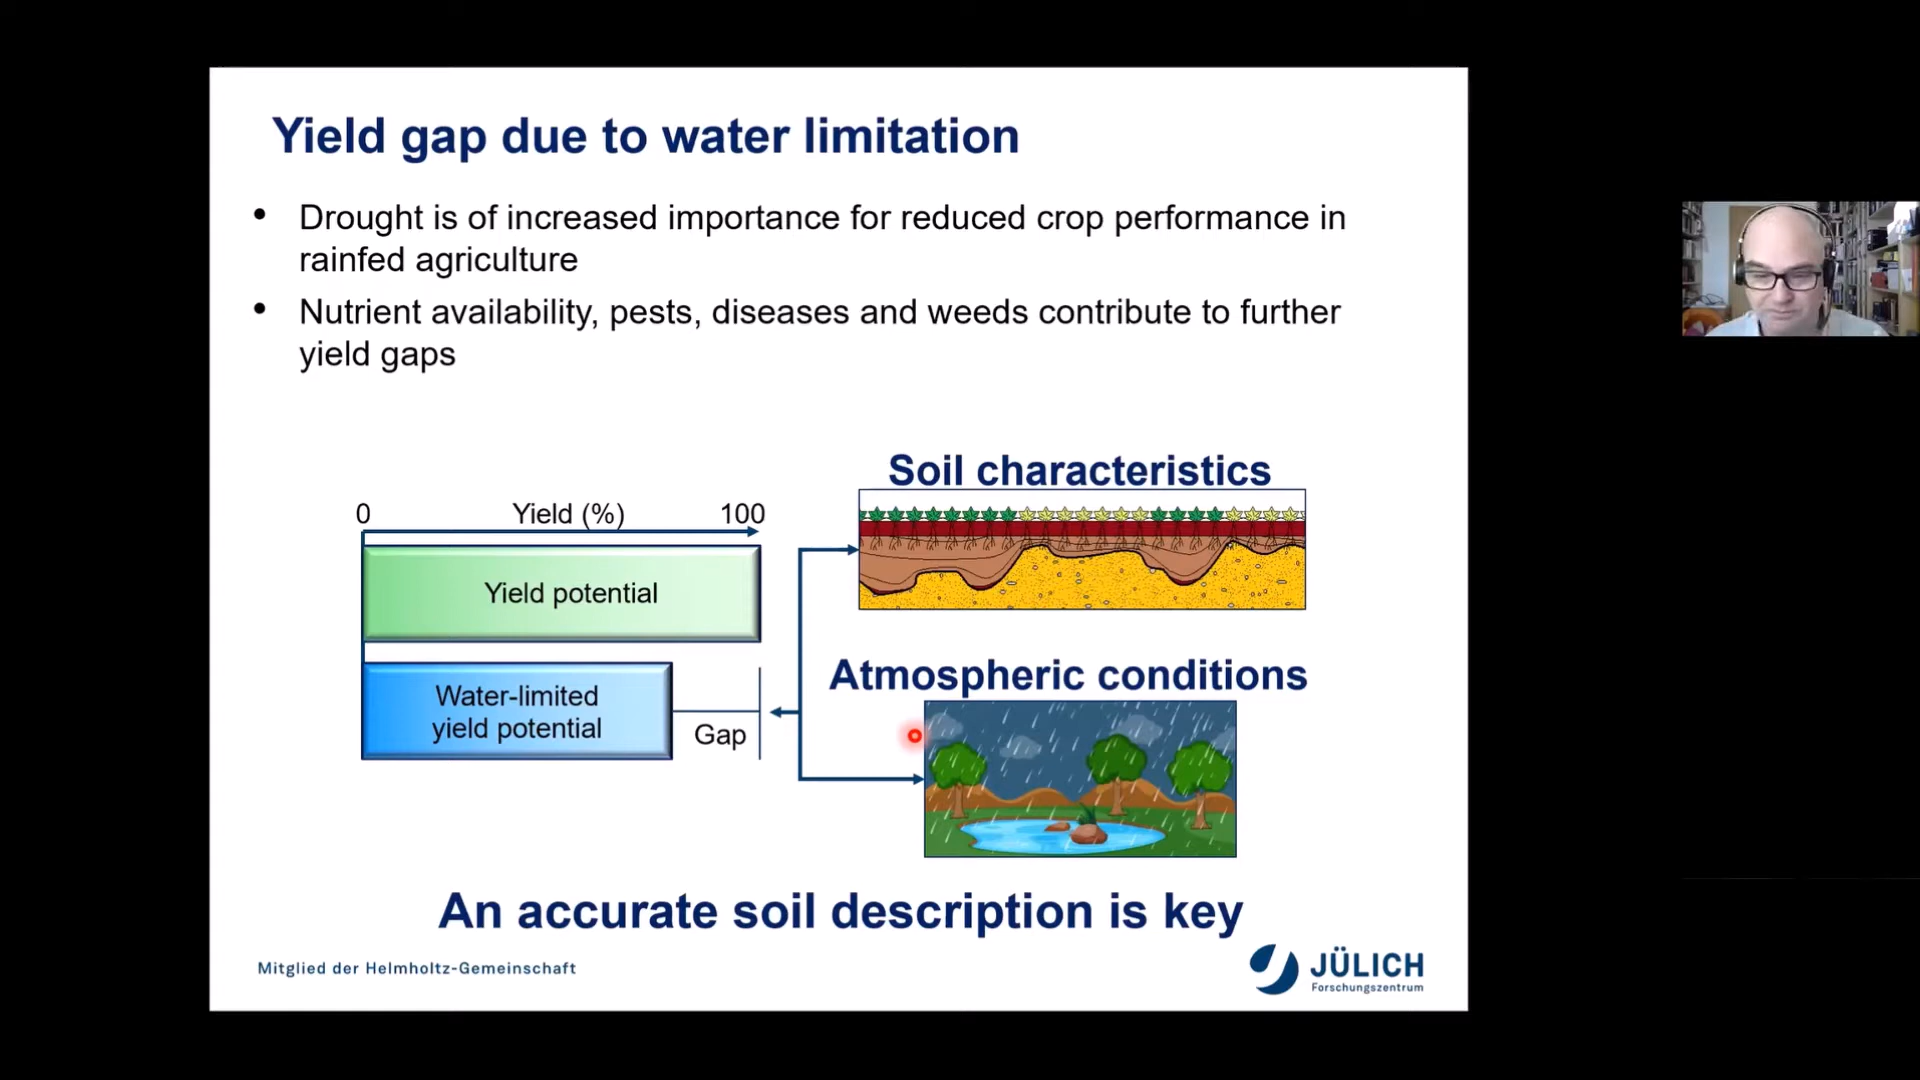 Yield gap due to water limitation
• Drought is of increased importance for reduced crop performance in
rainfed agriculture
• Nutrient availability, pests, diseases and weeds contribute to further
yield gaps
0 Yield (%) 100
Yield potential
Water-limited
yield potential
Gap
Soil characteristics
Atmospheric conditions
An accurate soil description is key
Mitglied der Helmholtz-Gemeinschaft
JÜLICH
Forschungszentrum